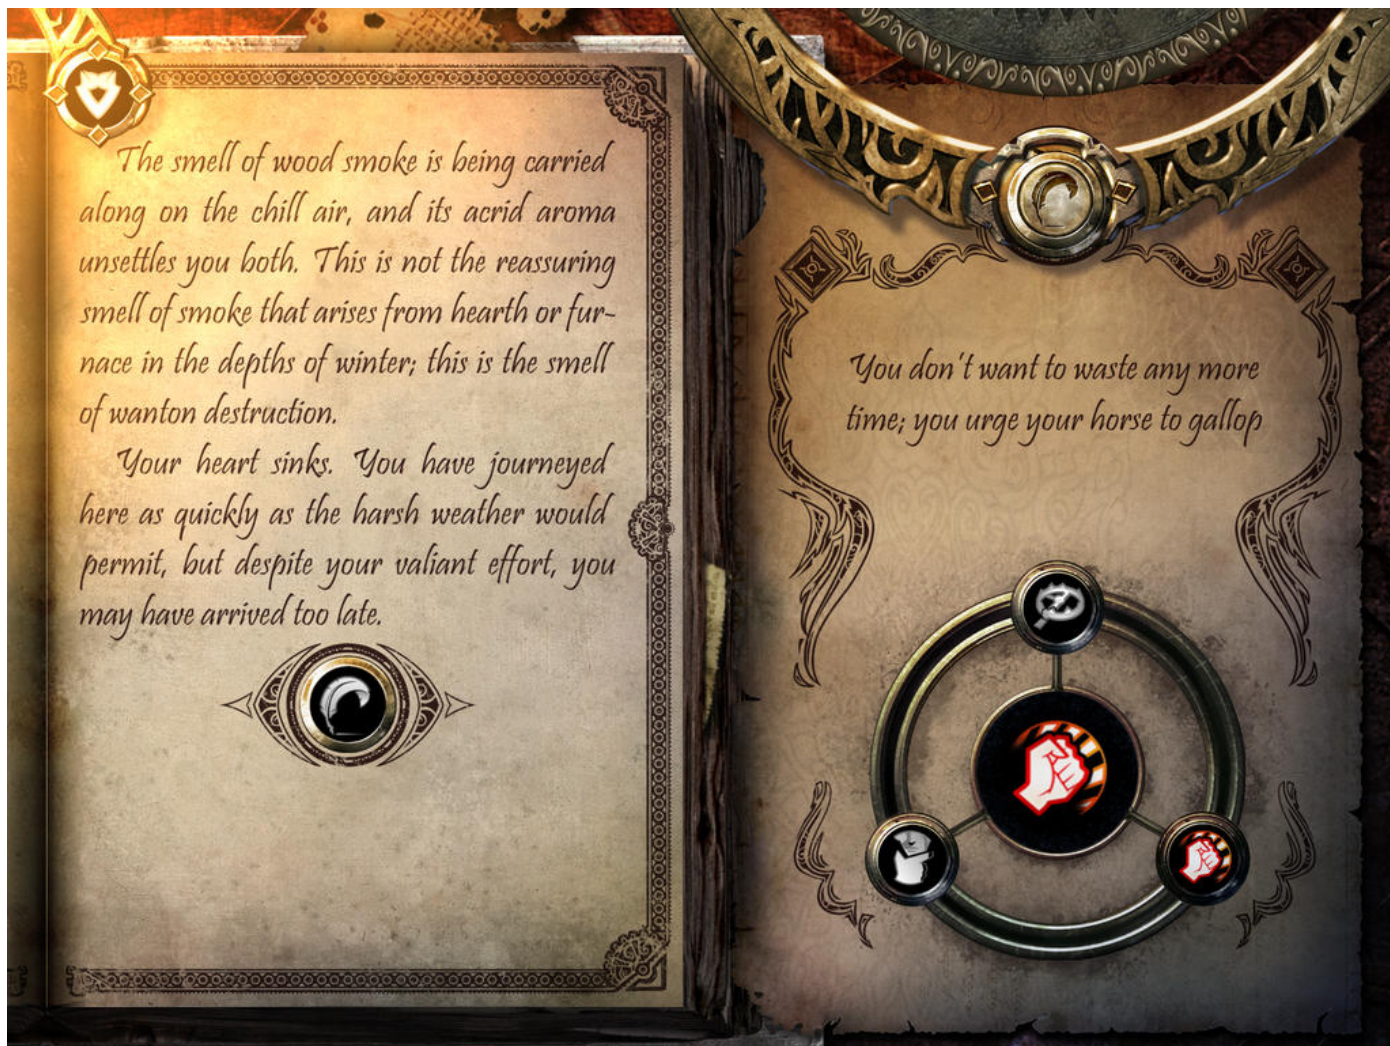 The smell of wood smoke is being carried
along on the chill air, and its acrid aroma
unsettles you both. This is not the reassuring
smell of smoke that arises from hearth or fur-
nace in the depths of winter; this is the smell
of wanton destruction.
Your heart sinks. You have journeyed
here as quickly as the harsh weather would
permit, but despite your valiant effort, you
may have arrived too late.
You don't want to waste any more
time; you urge your horse to gallop